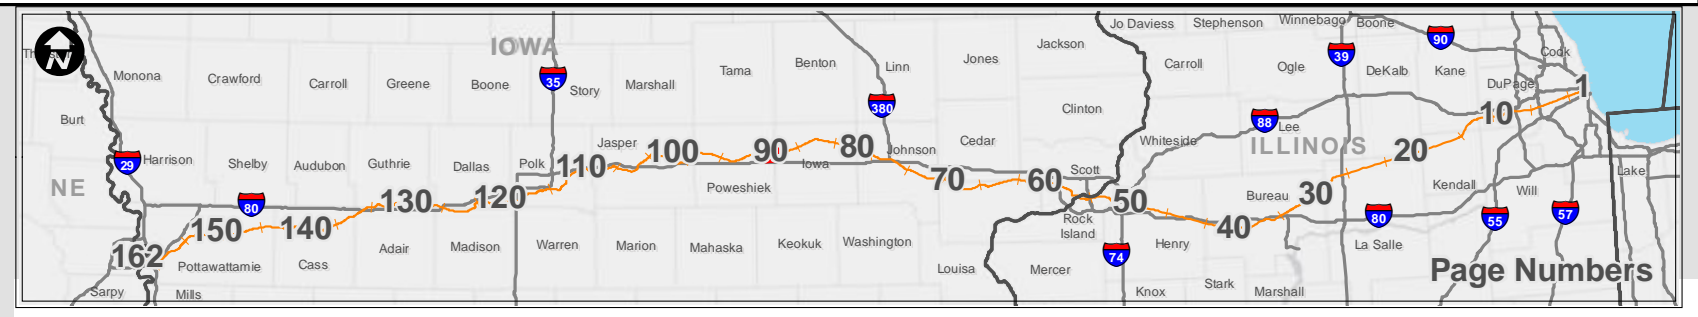 Jo Daviess Stephenson Winnebago Boone
IOWA
Jackson
90
39
Cook
N
Monona Crawford Carroll Greene Boone
35
Story Marshall Tama Benton Linn Jones
Carroll Ogle DeKalb Kane DuPage
1
380
Clinton
10
Burt
88
Lee
Whiteside
ILLINOIS
20
29
Harrison Shelby Audubon Guthrie Dallas Polk
Jasper
110 100 90 80
Iowa
Johnson
Cedar
Scott
Lake
NE
80
Poweshiek
70 60 50
Bureau
30
Kendall
Will
162 150 140 130 120
Rock
Island
40
80
55
57
Adair Madison Warren Marion Mahaska Keokuk Washington
Henry
La Salle
74
Pottawattamie Cass
Louisa Mercer
Stark
Page Numbers
Sarpy Mills
Knox Marshall